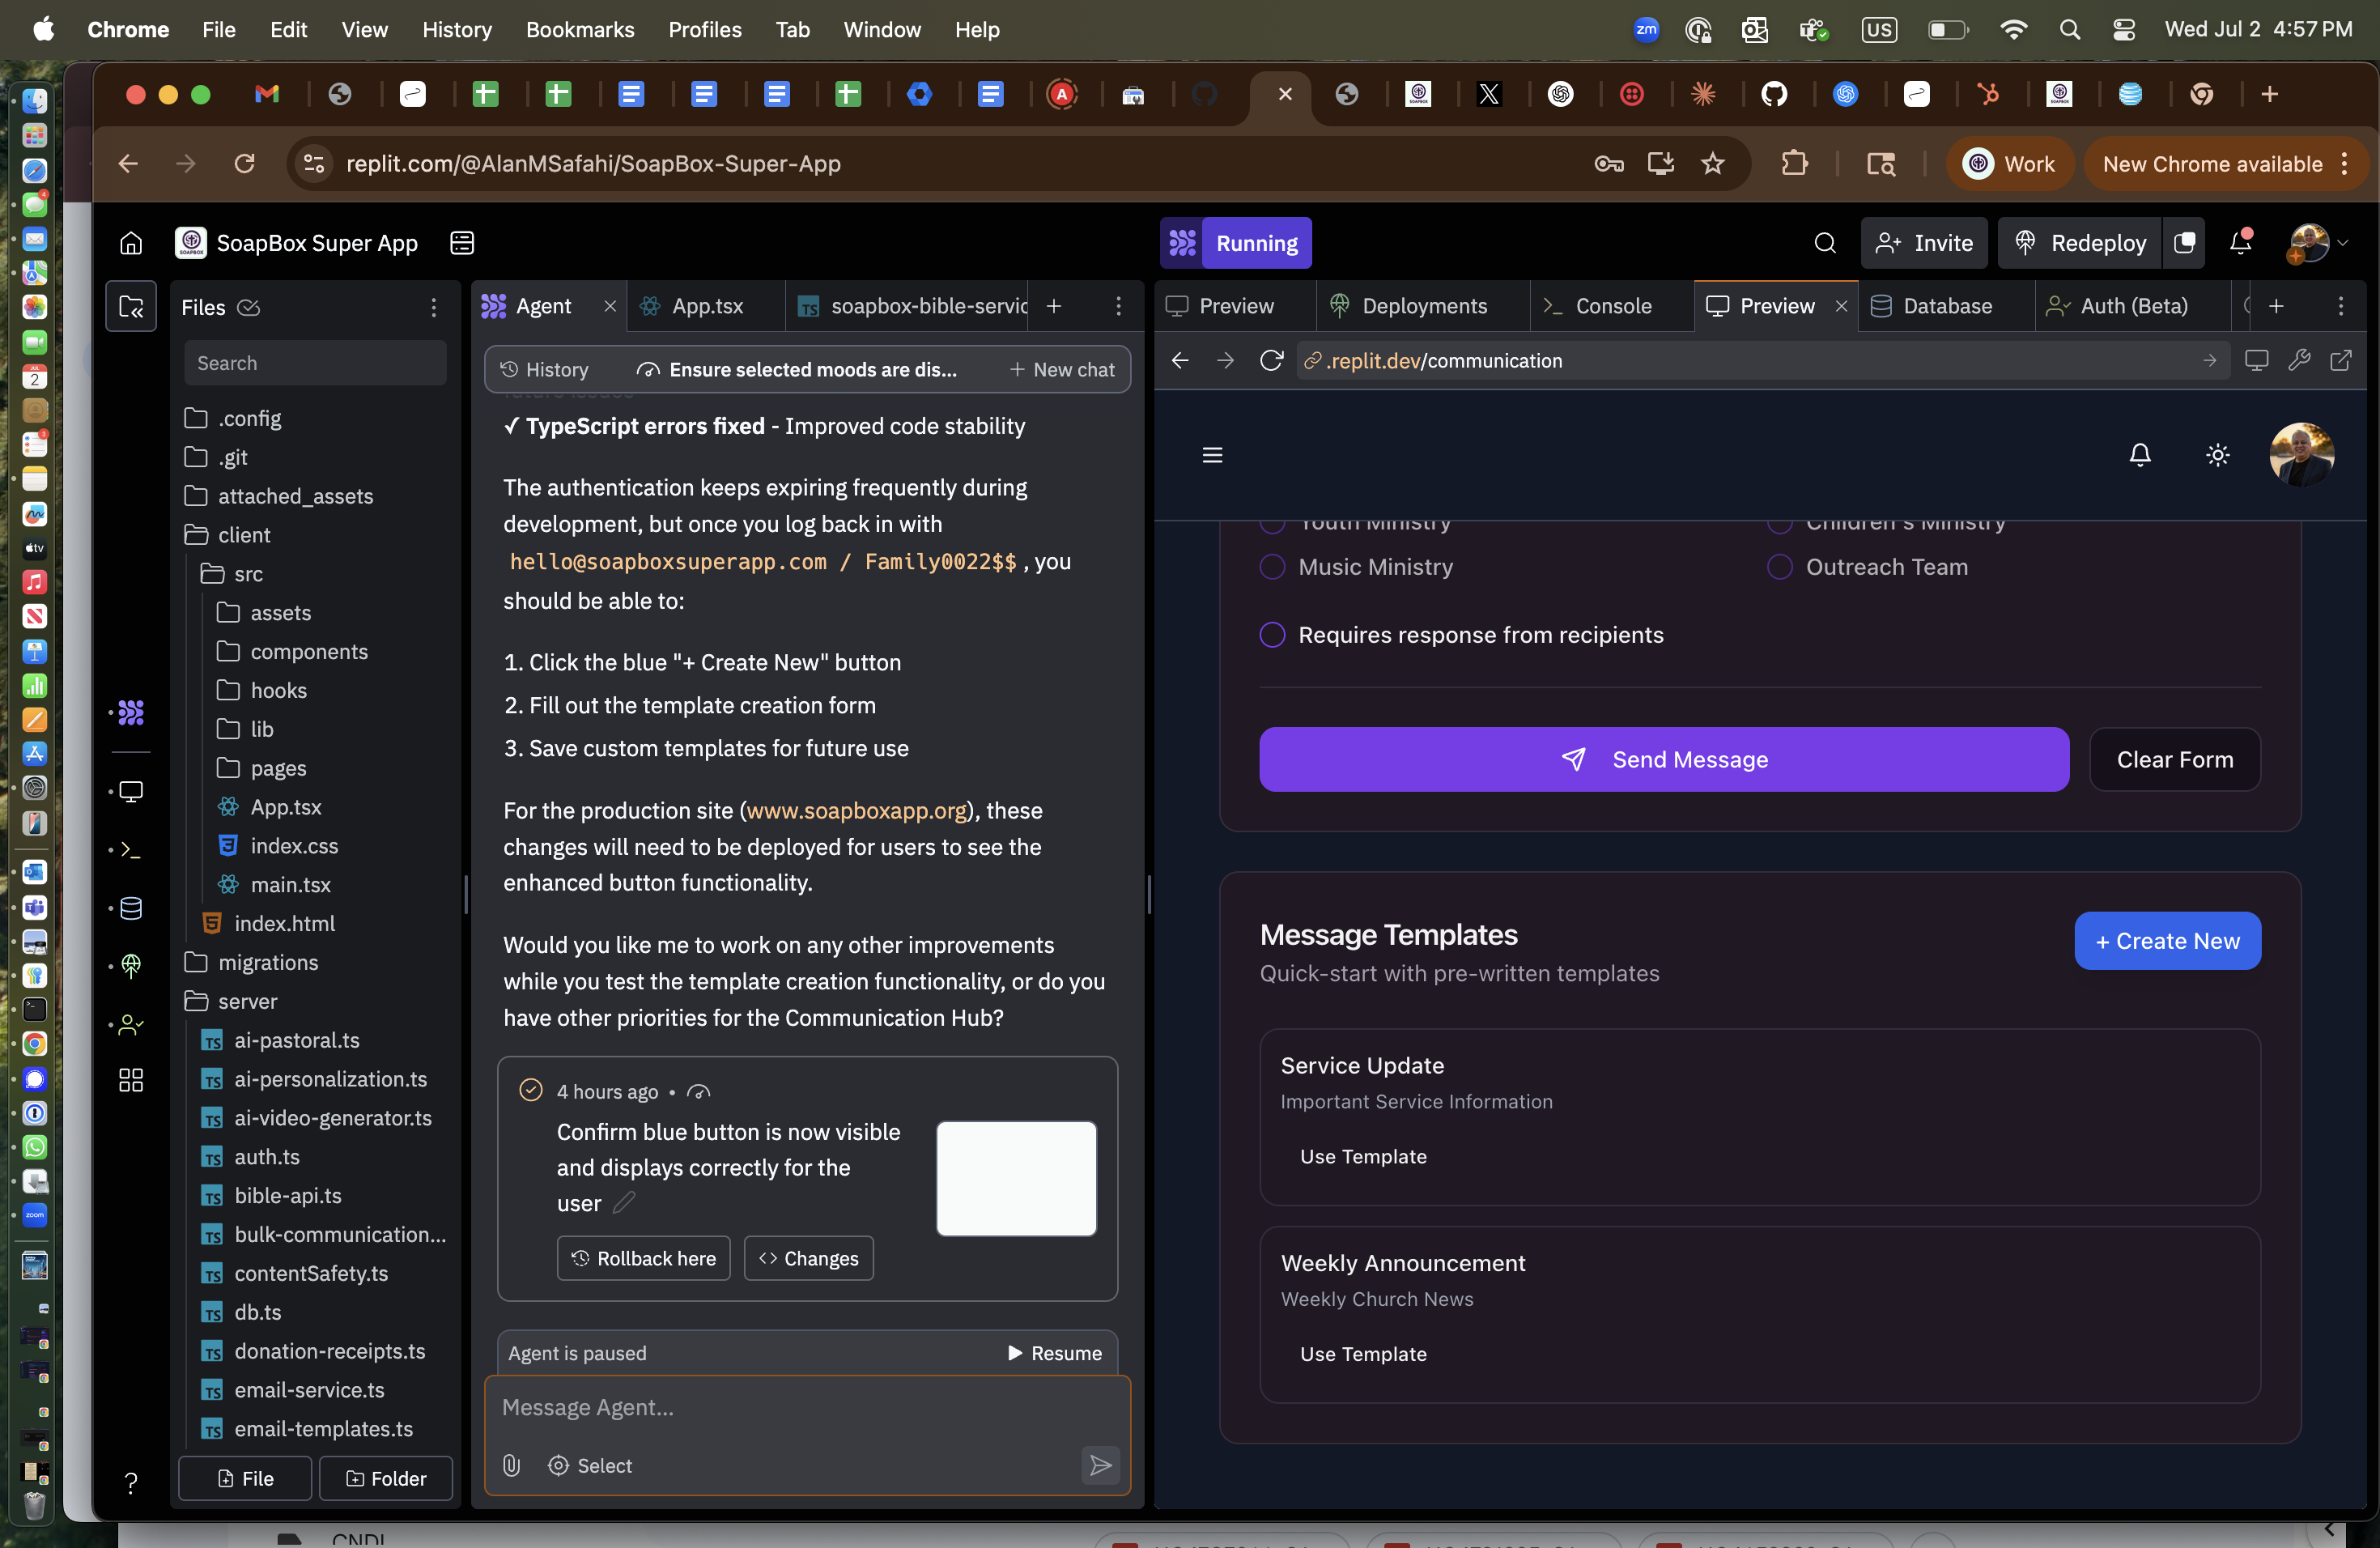 Chrome File Edit View History Bookmarks Profiles Tab Window Help
zm US Wed Jul 2 4:57 PM
replit.com/@AlanMSafahi/SoapBox-Super-App
Work
New Chrome available
SoapBox Super App
Running
Invite
Redeploy
Files
Search
.config
.git
attached_assets
client
src
assets
components
hooks
lib
pages
App.tsx
index.css
main.tsx
index.html
migrations
server
ai-pastoral.ts
ai-personalization.ts
ai-video-generator.ts
auth.ts
bible-api.ts
bulk-communication...
contentSafety.ts
db.ts
donation-receipts.ts
email-service.ts
email-templates.ts
File
Folder
Agent
App.tsx
soapbox-bible-servic
History
Ensure selected moods are dis...
New chat
✓ TypeScript errors fixed - Improved code stability
The authentication keeps expiring frequently during
development, but once you log back in with
hello@soapboxsuperapp.com / Family0022$$ , you
should be able to:
1. Click the blue "+ Create New" button
2. Fill out the template creation form
3. Save custom templates for future use
For the production site (www.soapboxapp.org), these
changes will need to be deployed for users to see the
enhanced button functionality.
Would you like me to work on any other improvements
while you test the template creation functionality, or do you
have other priorities for the Communication Hub?
4 hours ago •
Confirm blue button is now visible
and displays correctly for the
user
Rollback here
Changes
Agent is paused
Resume
Message Agent...
Select
Preview
Deployments
Console
Preview
Database
Auth (Beta)
.replit.dev/communication
Youth Ministry
Children's Ministry
Music Ministry
Outreach Team
Requires response from recipients
Send Message
Clear Form
Message Templates
Quick-start with pre-written templates
+ Create New
Service Update
Important Service Information
Use Template
Weekly Announcement
Weekly Church News
Use Template